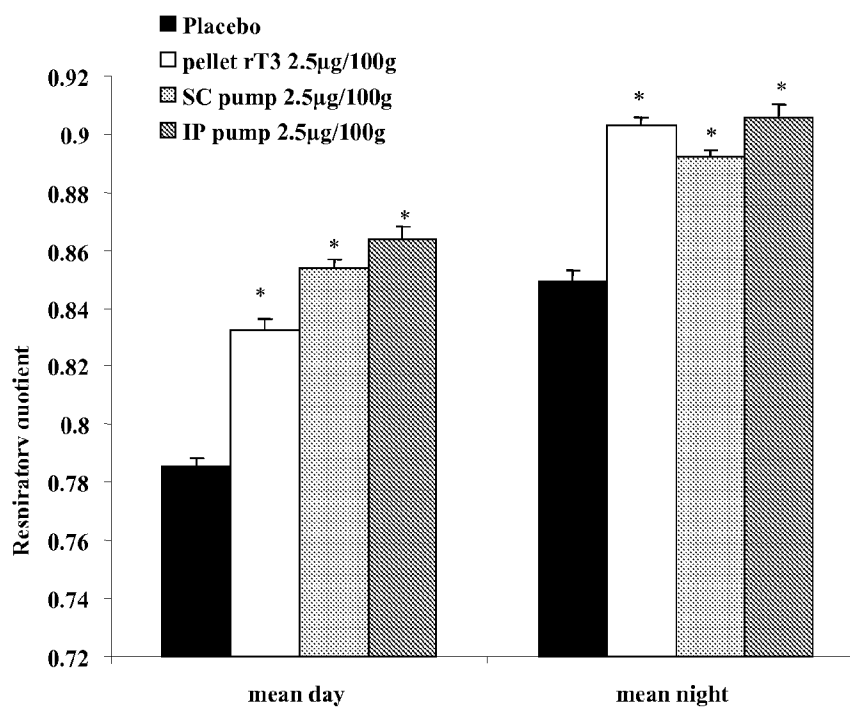 Placebo
pellet rT3 2.5µg/100g
SC pump 2.5µg/100g
IP pump 2.5µg/100g
0.92
0.9
0.88
0.86
0.84
0.82
0.8
0.78
0.76
0.74
0.72
Respiratory quotient
*
*
*
*
*
*
mean day
mean night